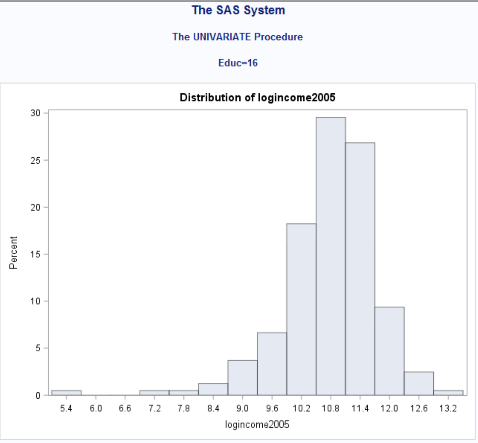 The SAS System
The UNIVARIATE Procedure
Educ=16
Distribution of logincome2005
30
25
20
15
10
5
0
Percent
5.4 6.0 6.6 7.2 7.8 8.4 9.0 9.6 10.2 10.8 11.4 12.0 12.6 13.2
logincome2005